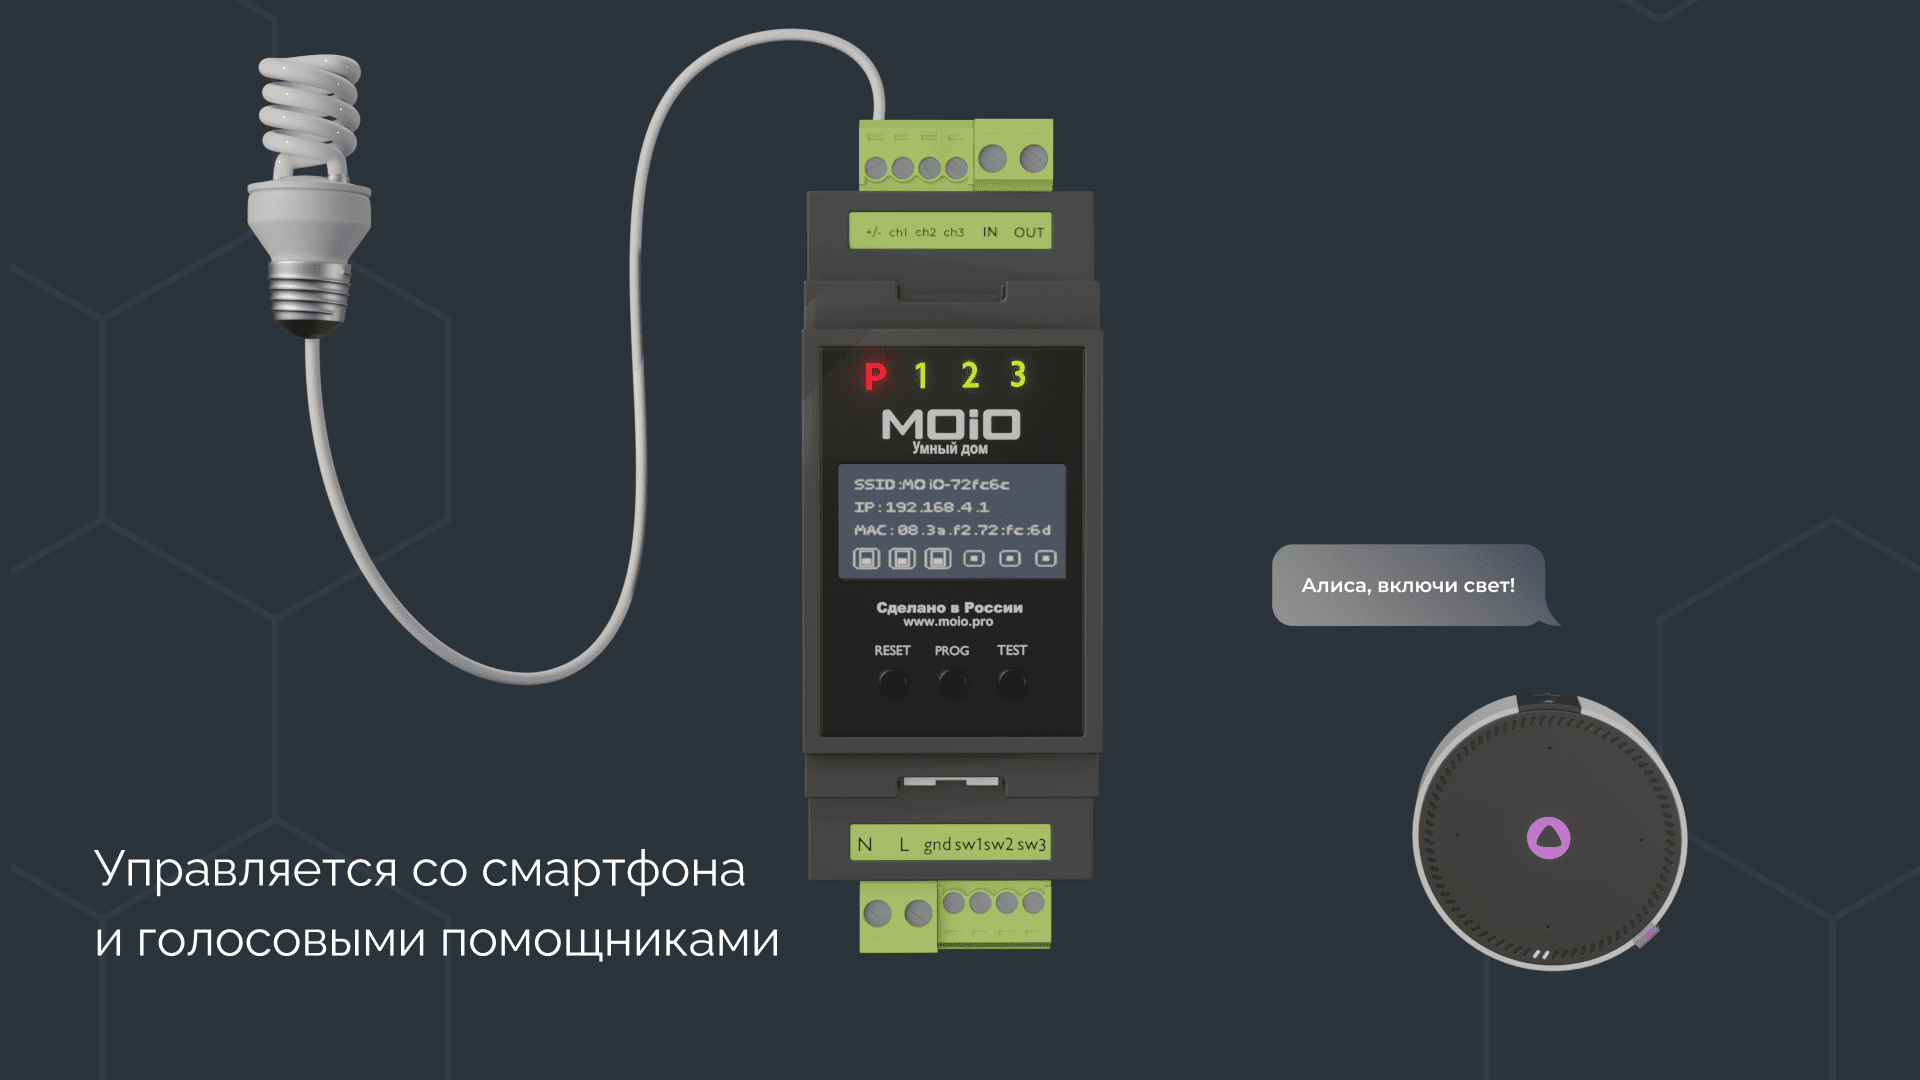 +/- ch1 ch2 ch3 IN OUT
P 1 2 3
MOiO
Умный дом
SSID:MOiO-72fc6c
IP:192.168.4.1
MAC:08.3a.f2.72:fc:6d
Сделано в России
www.moio.pro
RESET PROG TEST
N L gnd sw1 sw2 sw3
Алиса, включи свет!
Управляется со смартфона
и голосовыми помощниками